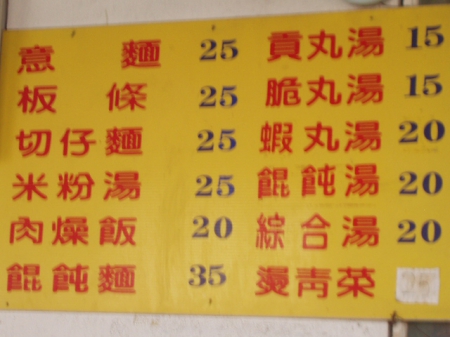 意麵 25
板條 25
切仔麵 25
米粉湯 25
肉燥飯 20
餛飩麵 35
貢丸湯 15
脆丸湯 15
蝦丸湯 20
餛飩湯 20
綜合湯 20
燙青菜